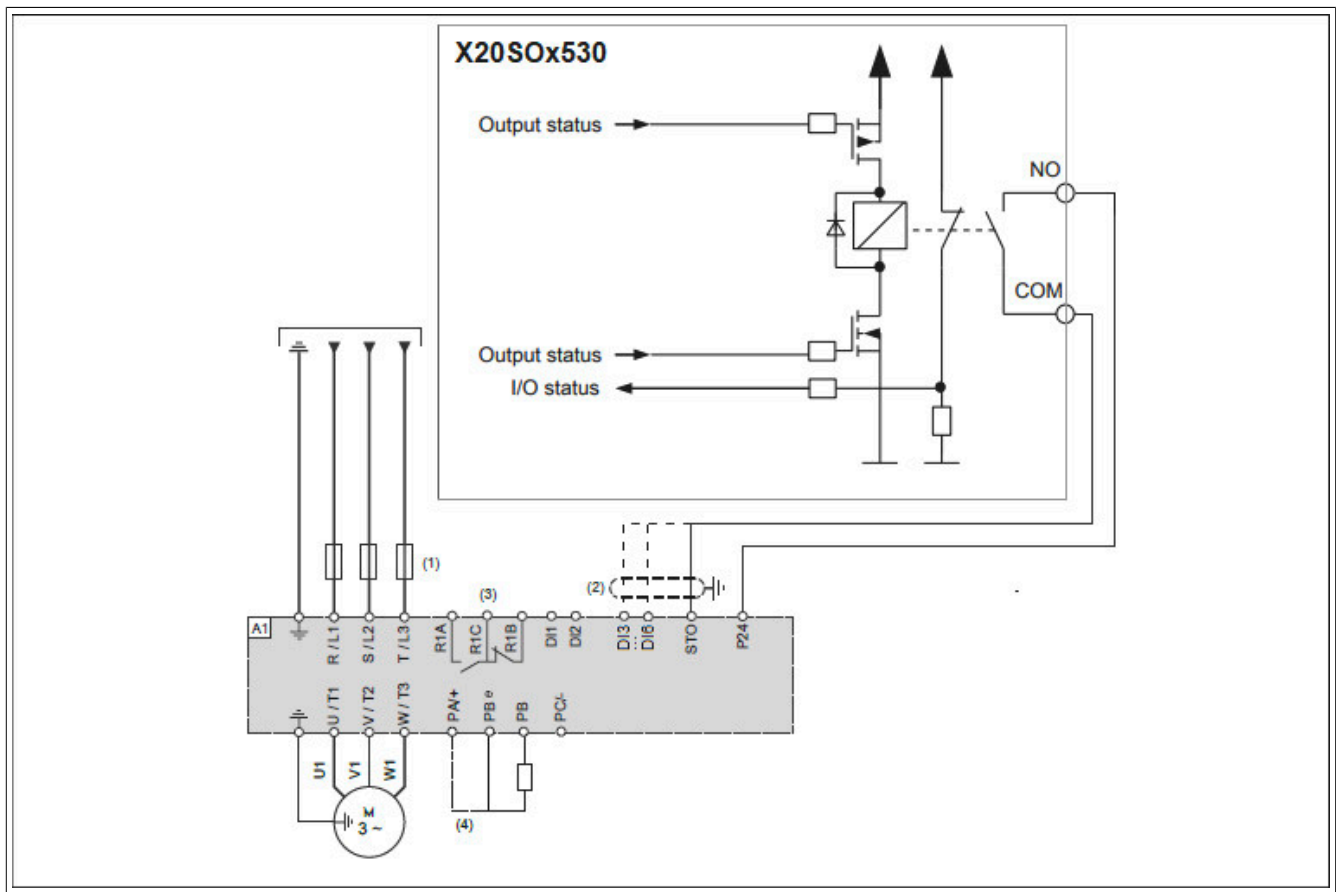 X20SOx530
Output status
NO
COM
Output status
I/O status
(1)
(2)
(3)
A1
R/L1
S/L2
T/L3
R1A
R1C
R1B
DI1
DI2
DI3
DI6
STO
P24
U/T1
V/T2
W/T3
PA/+
PB e
PB
PC/-
U1
V1
W1
M
3 ~
(4)